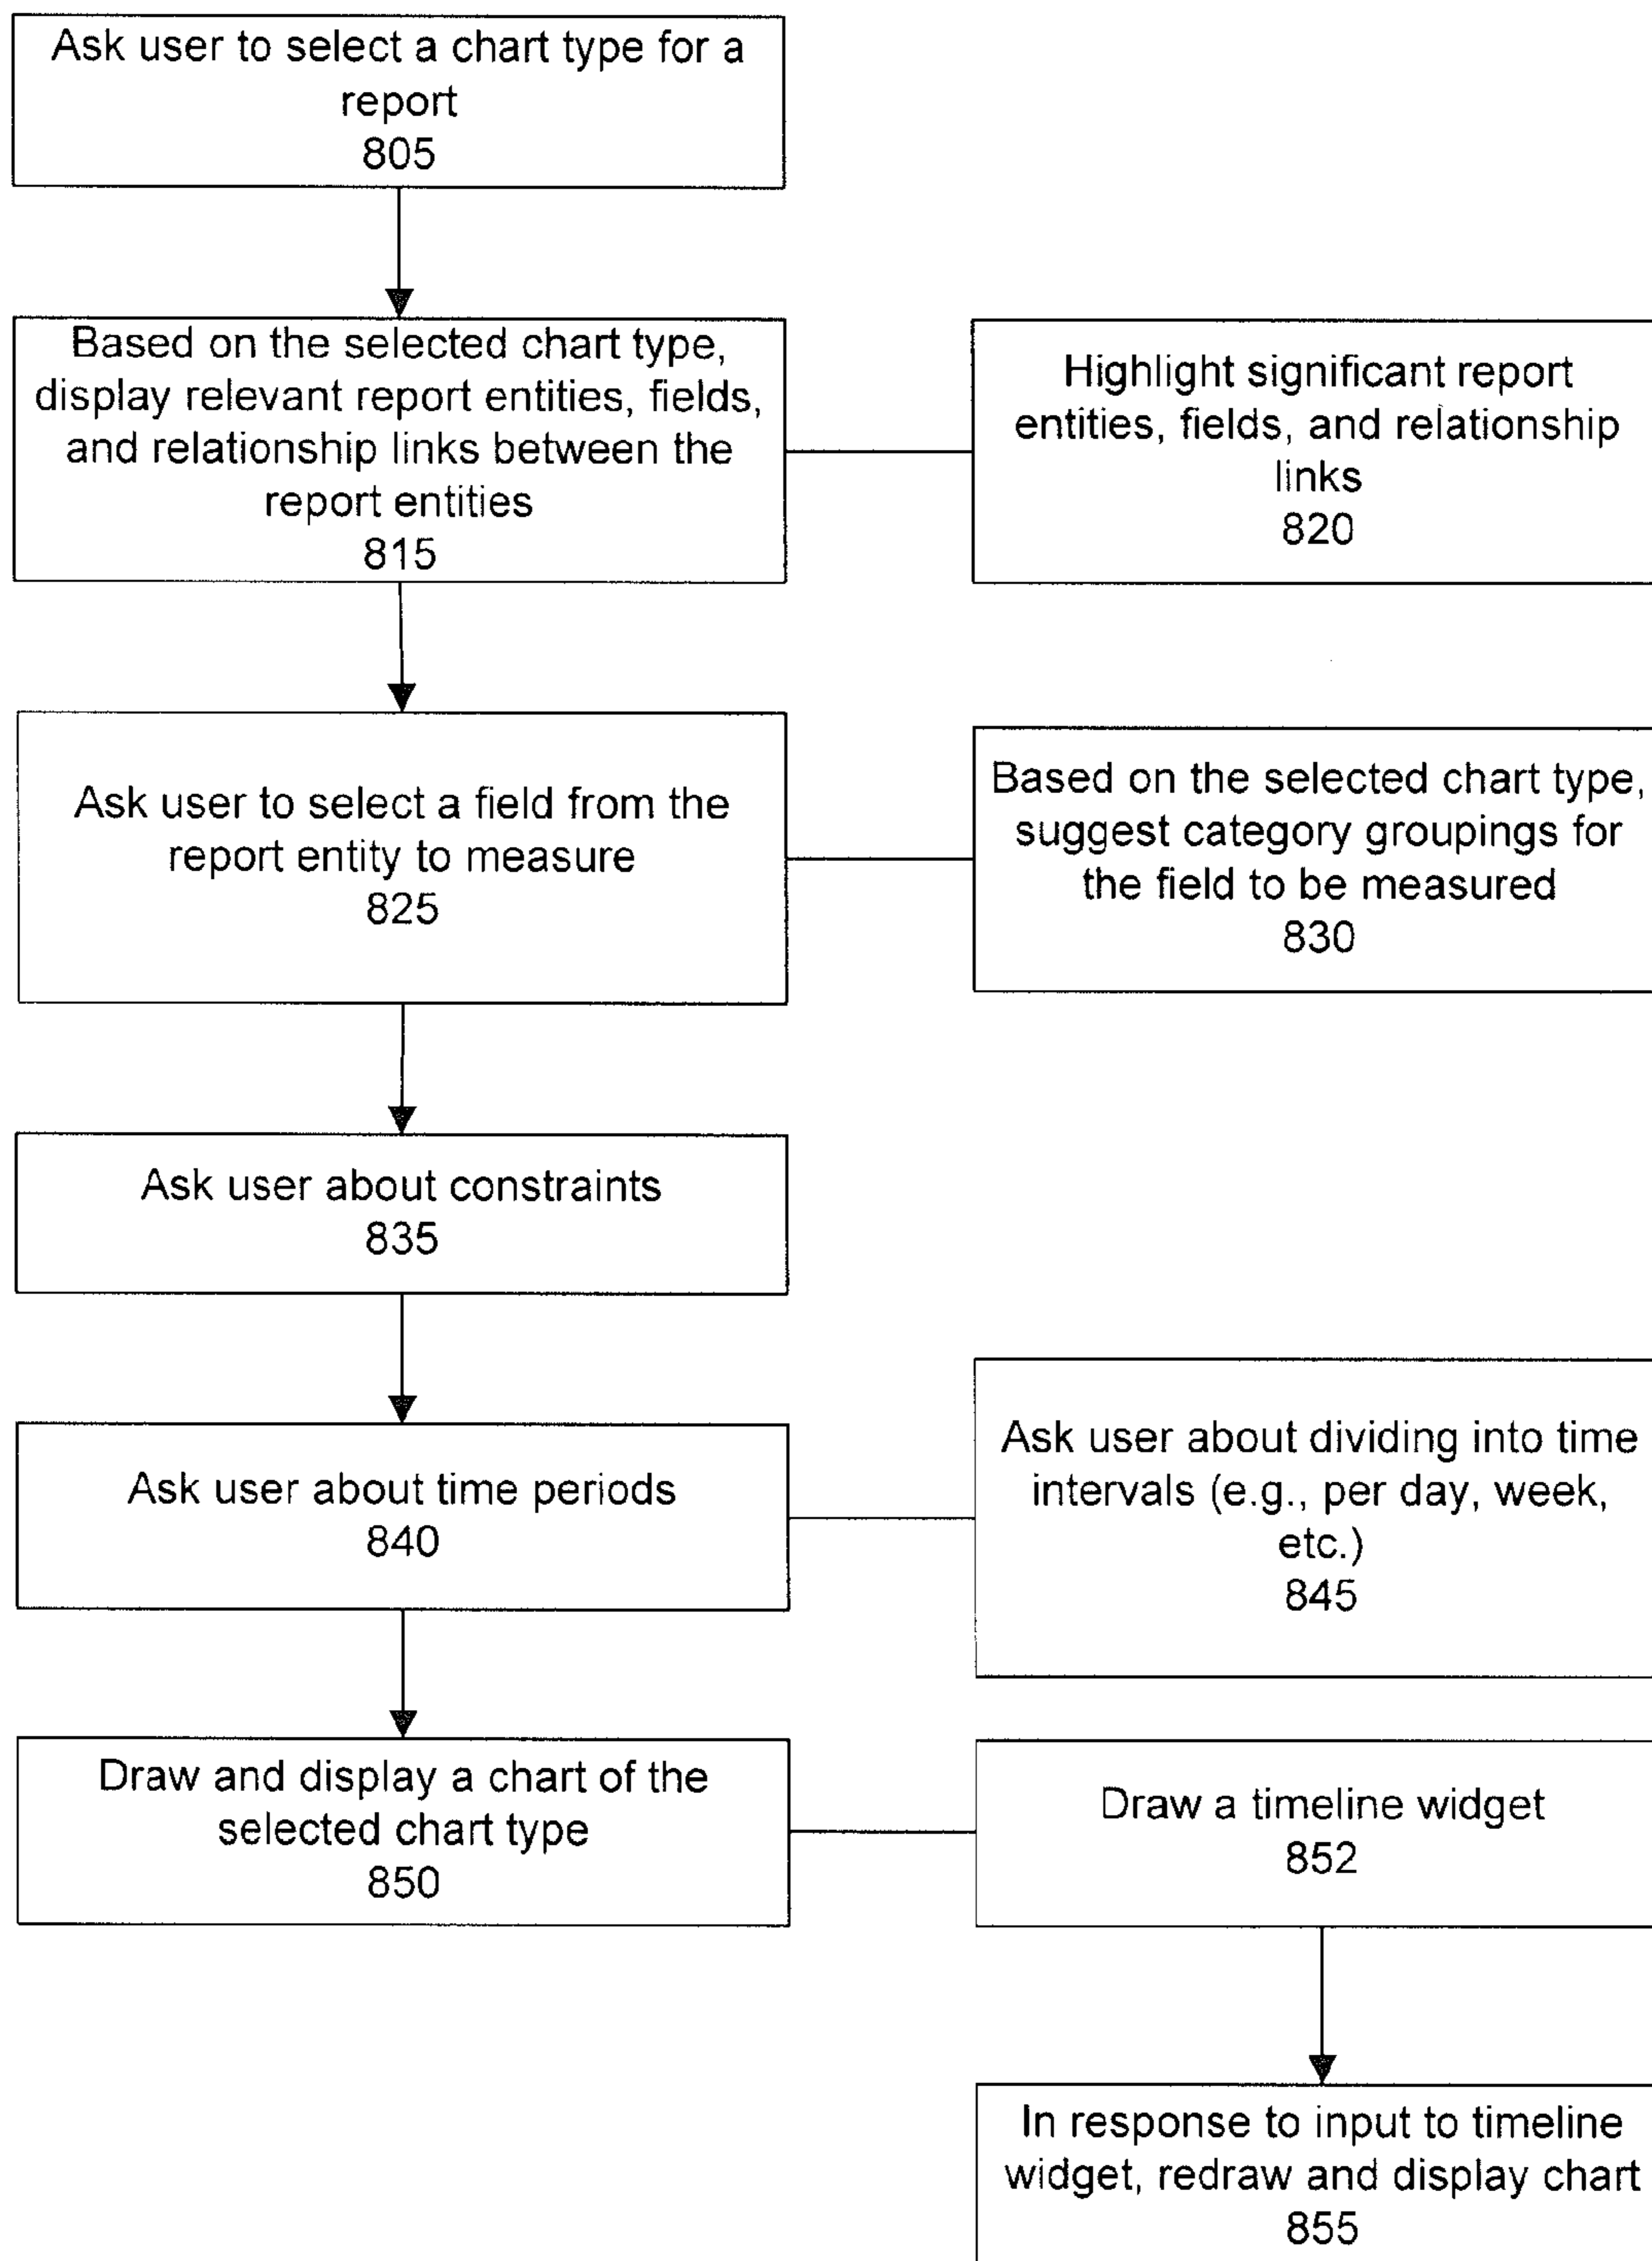 Ask user to select a chart type for a
report
805
Based on the selected chart type,
display relevant report entities, fields,
and relationship links between the
report entities
815
Highlight significant report
entities, fields, and relationship
links
820
Ask user to select a field from the
report entity to measure
825
Based on the selected chart type,
suggest category groupings for
the field to be measured
830
Ask user about constraints
835
Ask user about time periods
840
Ask user about dividing into time
intervals (e.g., per day, week,
etc.)
845
Draw and display a chart of the
selected chart type
850
Draw a timeline widget
852
In response to input to timeline
widget, redraw and display chart
855